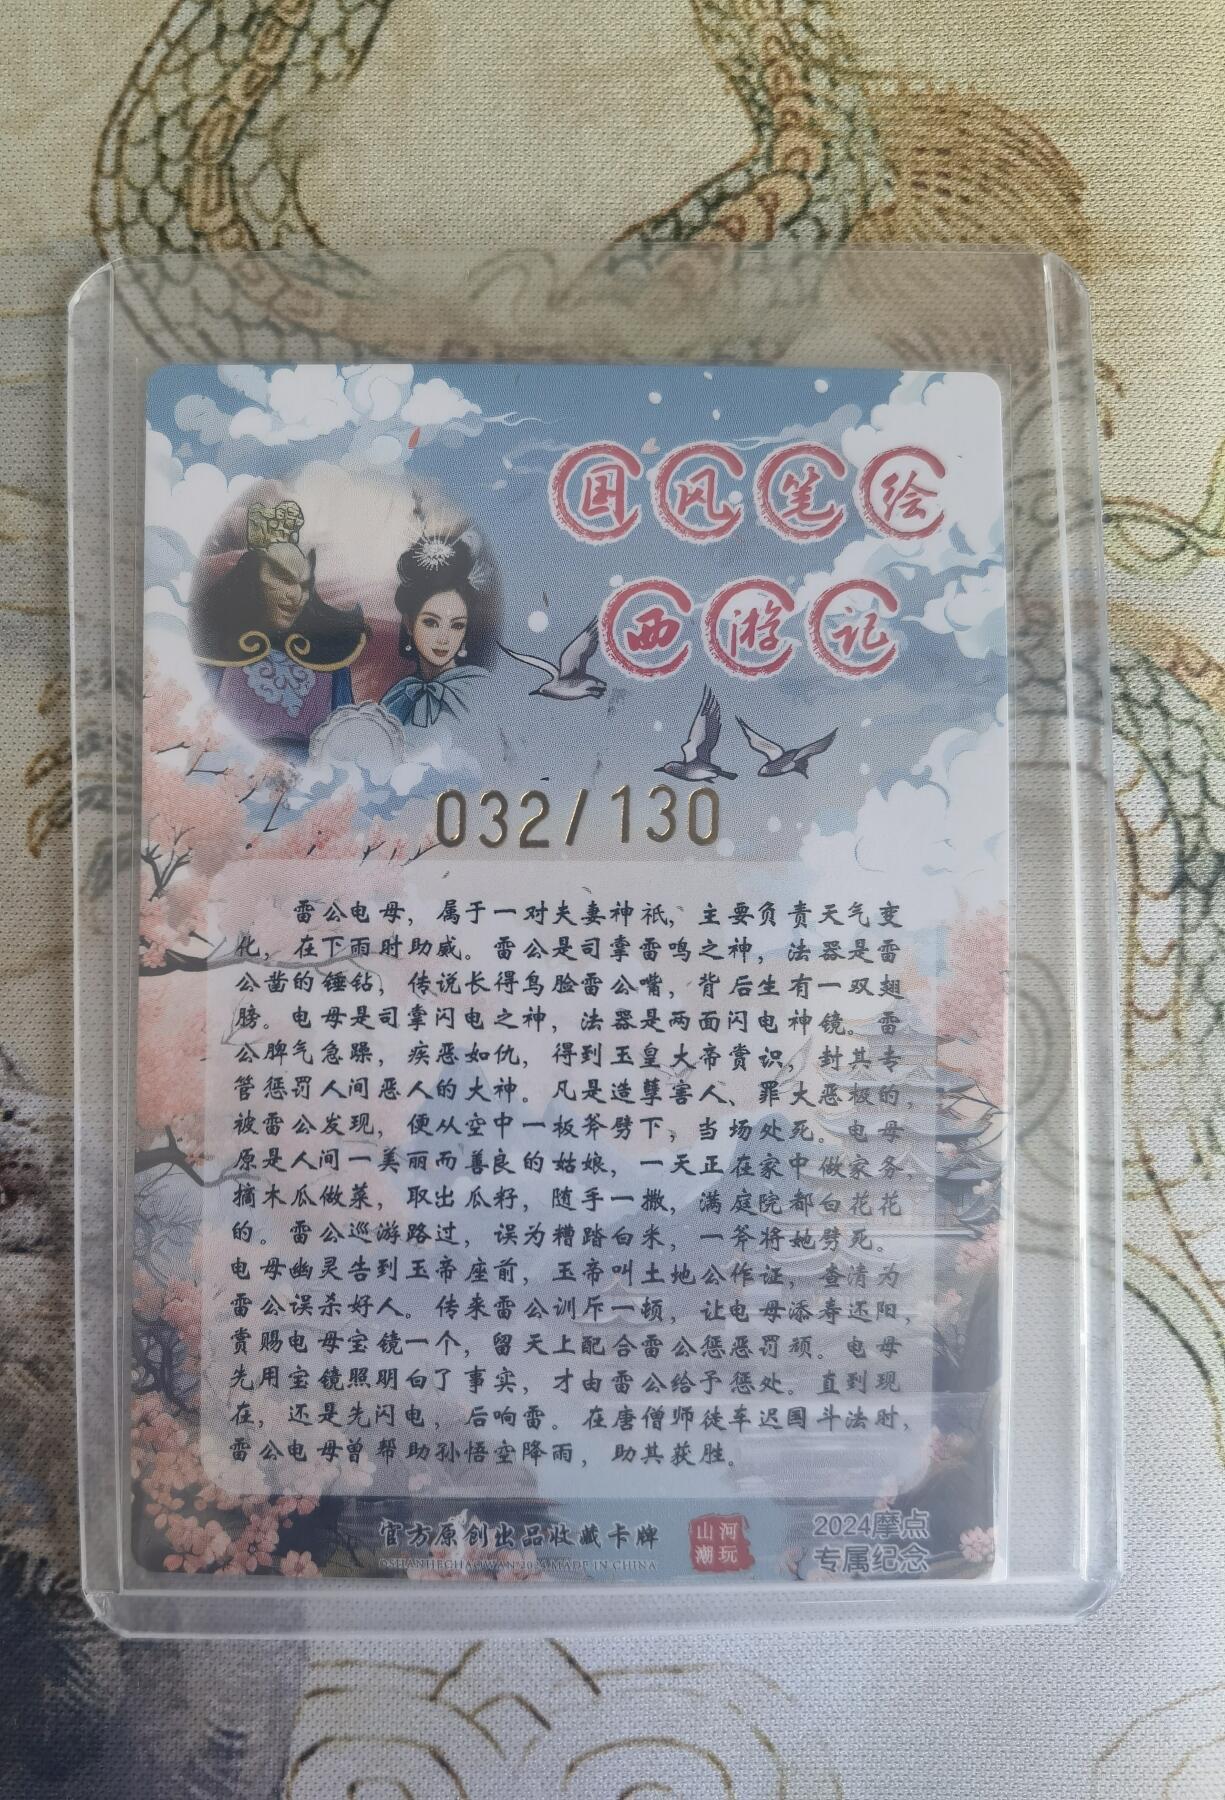 国风笔绘
西游记
032/130
雷公电母，属于一对夫妻神祇，主要负责天气变
化，在下雨时助威。雷公是司掌雷鸣之神，法器是雷
公凿的锤钻，传说长得鸟脸雷公嘴，背后生有一双翅
膀。电母是司掌闪电之神，法器是两面闪电神镜。雷
公脾气急躁，疾恶如仇，得到玉皇大帝赏识，封其专
管惩罚人间恶人的大神。凡是造孽害人、罪大恶极的，
被雷公发现，便从空中一板斧劈下，当场处死。电母
原是人间一美丽而善良的姑娘，一天正在家中做家务，
摘木瓜做菜，取出瓜籽，随手一撒，满庭院都白花花
的。雷公巡游路过，误为糟踏白米，一斧将她劈死。
电母幽灵告到玉帝座前，玉帝叫土地公作证，查清为
雷公误杀好人。传来雷公训斥一顿，让电母添寿还阳，
赏赐电母宝镜一个，留天上配合雷公惩恶罚顽。电母
先用宝镜照明白了事实，才由雷公给予惩处。直到现
在，还是先闪电，后响雷。在唐僧师徒车迟国斗法时，
雷公电母曾帮助孙悟空降雨，助其获胜。
官方原创出品收藏卡牌
MADE IN CHINA
山河
潮玩
2024摩点
专属纪念